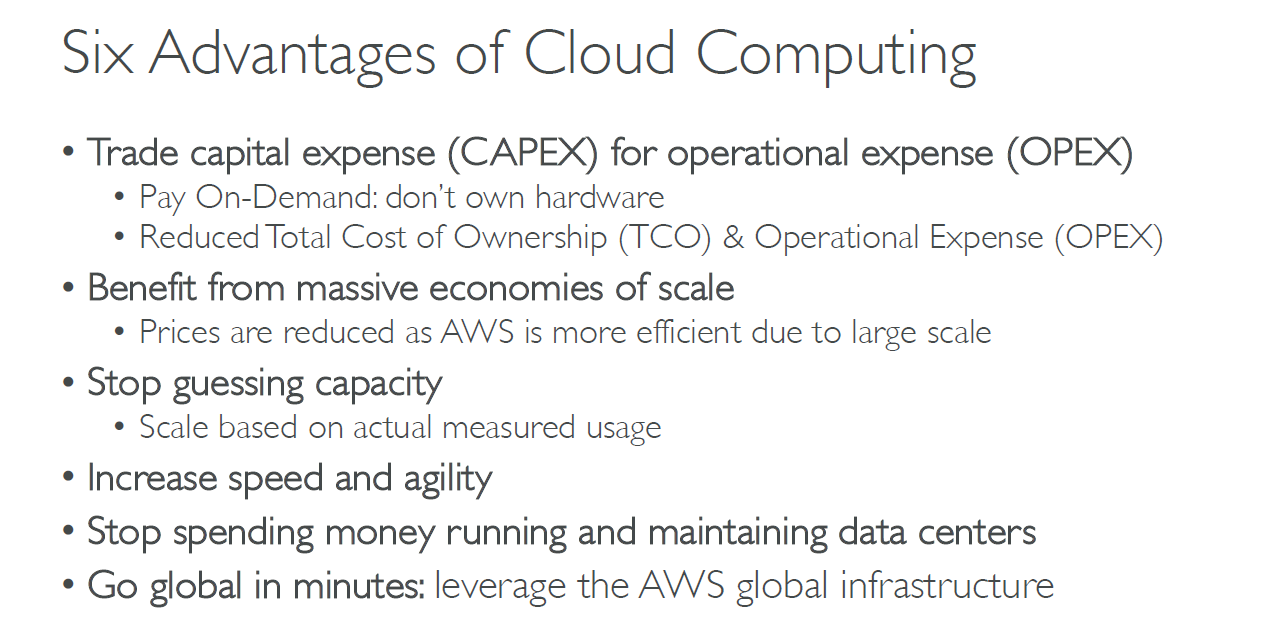 Six Advantages of Cloud Computing
• Trade capital expense (CAPEX) for operational expense (OPEX)
• Pay On-Demand: don’t own hardware
• Reduced Total Cost of Ownership (TCO) & Operational Expense (OPEX)
• Benefit from massive economies of scale
• Prices are reduced as AWS is more efficient due to large scale
• Stop guessing capacity
• Scale based on actual measured usage
• Increase speed and agility
• Stop spending money running and maintaining data centers
• Go global in minutes: leverage the AWS global infrastructure